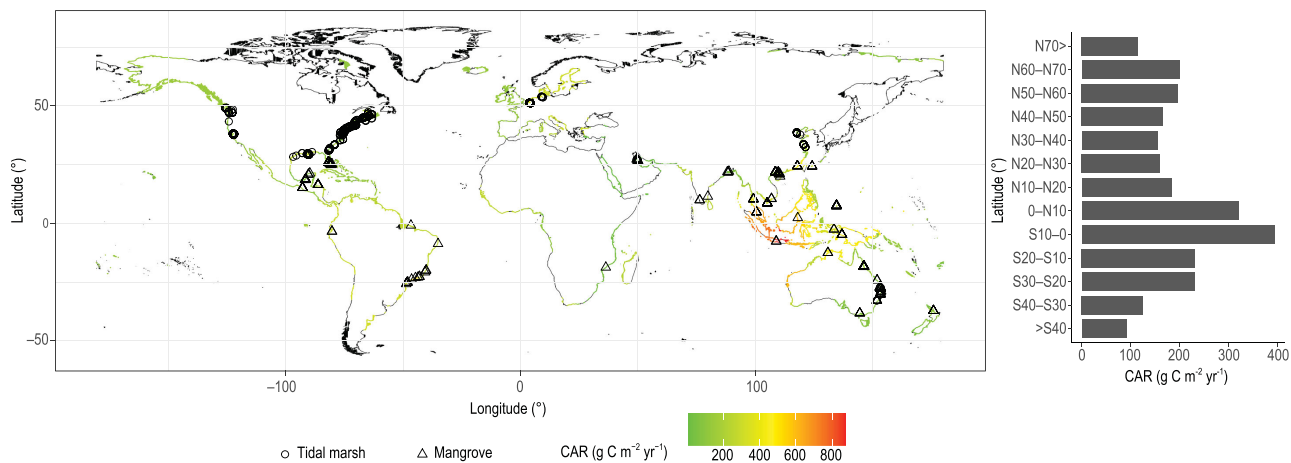 50
0
−50
Latitude (°)
−100
0
100
Longitude (°)
Tidal marsh
Mangrove
CAR (g C m⁻² yr⁻¹)
200
400
600
800
N70>
N60–N70
N50–N60
N40–N50
N30–N40
N20–N30
N10–N20
0–N10
S10–0
S20–S10
S30–S20
S40–S30
>S40
Latitude (°)
0
100
200
300
400
CAR (g C m⁻² yr⁻¹)